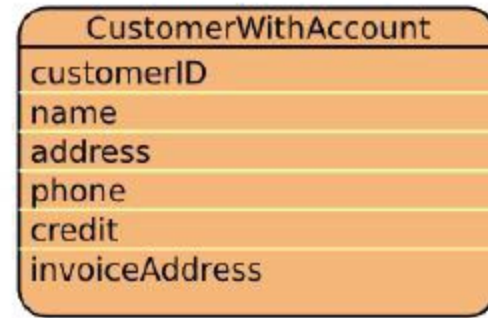 CustomerWithAccount
customerID
name
address
phone
credit
invoiceAddress